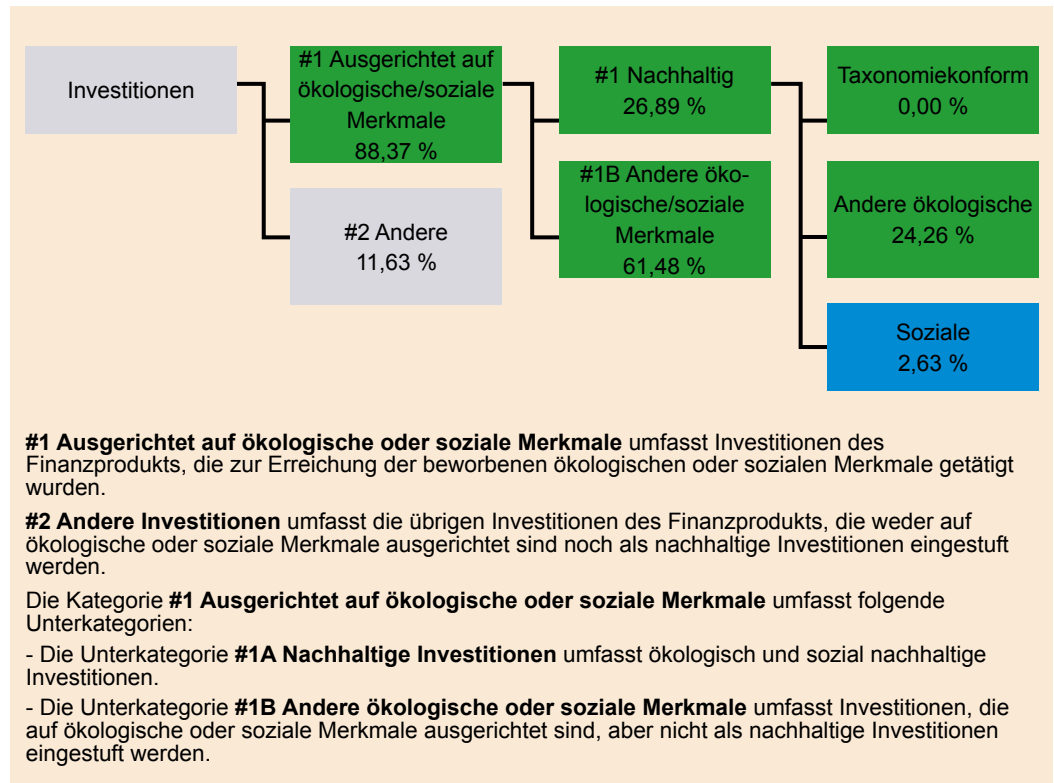 Investitionen
#1 Ausgerichtet auf
ökologische/soziale
Merkmale
88,37 %
#2 Andere
11,63 %
#1 Nachhaltig
26,89 %
#1B Andere öko-
logische/soziale
Merkmale
61,48 %
Taxonomiekonform
0,00 %
Andere ökologische
24,26 %
Soziale
2,63 %
#1 Ausgerichtet auf ökologische oder soziale Merkmale umfasst Investitionen des
Finanzprodukts, die zur Erreichung der beworbenen ökologischen oder sozialen Merkmale getätigt
wurden.
#2 Andere Investitionen umfasst die übrigen Investitionen des Finanzprodukts, die weder auf
ökologische oder soziale Merkmale ausgerichtet sind noch als nachhaltige Investitionen eingestuft
werden.
Die Kategorie #1 Ausgerichtet auf ökologische oder soziale Merkmale umfasst folgende
Unterkategorien:
- Die Unterkategorie #1A Nachhaltige Investitionen umfasst ökologisch und sozial nachhaltige
Investitionen.
- Die Unterkategorie #1B Andere ökologische oder soziale Merkmale umfasst Investitionen, die
auf ökologische oder soziale Merkmale ausgerichtet sind, aber nicht als nachhaltige Investitionen
eingestuft werden.